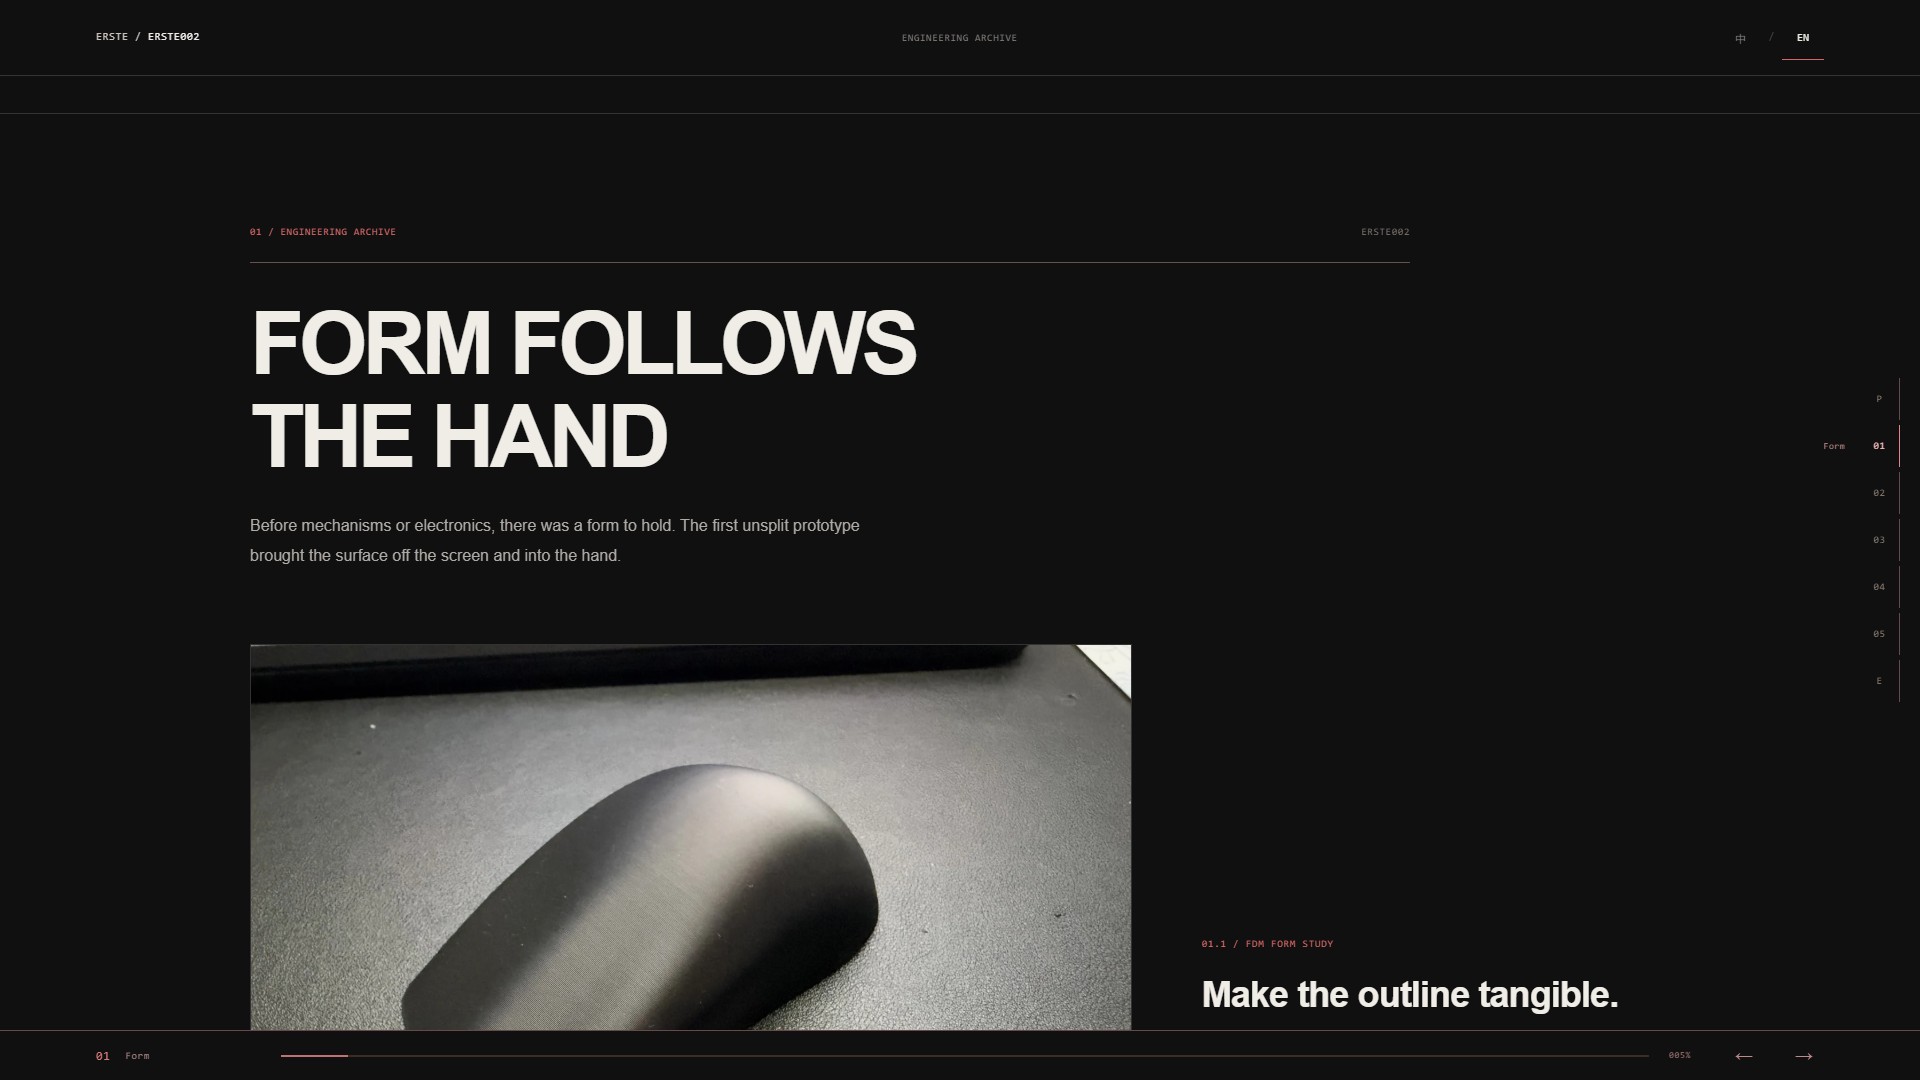 ERSTE / ERSTE002
ENGINEERING ARCHIVE
中 / EN
01 / ENGINEERING ARCHIVE
ERSTE002
FORM FOLLOWS
THE HAND
Before mechanisms or electronics, there was a form to hold. The first unsplit prototype
brought the surface off the screen and into the hand.
P
Form 01
02
03
04
05
E
01.1 / FDM FORM STUDY
Make the outline tangible.
01 Form
005% ← →